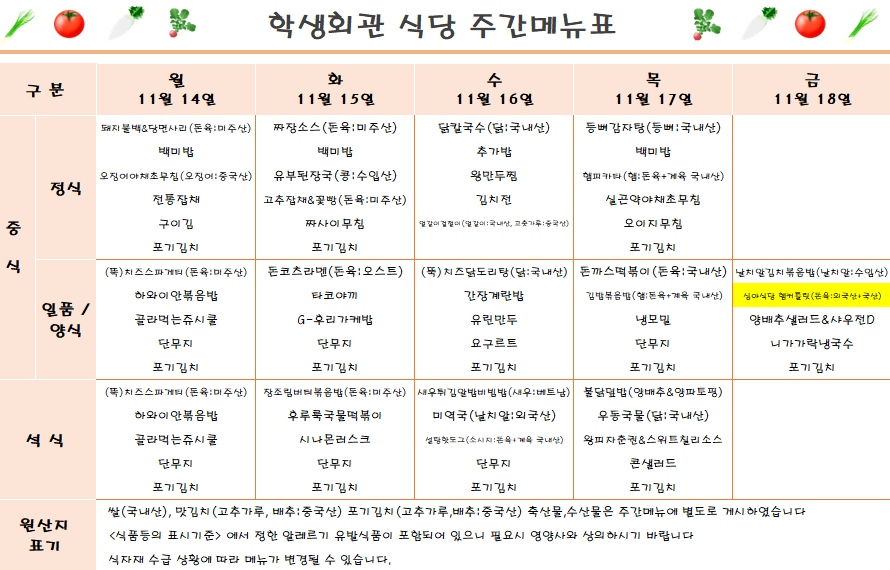 학생회관 식당 주간메뉴표
구 분
월
11월 14일
화
11월 15일
수
11월 16일
목
11월 17일
금
11월 18일
중
식
정식
돼지불백&당면사리(돈육:미주산)
백미밥
오징어야채초무침(오징어:중국산)
전통잡채
구이김
포기김치
짜장소스(돈육:미주산)
백미밥
유부된장국(콩:수입산)
고추잡채&꽃빵(돈육:미주산)
짜사이무침
포기김치
닭칼국수(닭:국내산)
추가밥
왕만두찜
김치전
얼갈이겉절이(얼갈이:국내산, 고춧가루:중국산)
등뼈감자탕(등뼈:국내산)
백미밥
햄피카타(햄:돈육+계육 국내산)
실곤약야채초무침
오이지무침
포기김치
일품 /
양식
(뚝)치즈스파게티(돈육:미주산)
하와이안볶음밥
골라먹는쥬시쿨
단무지
포기김치
돈코츠라멘(돈육:오스트)
타코야끼
G-후리가케밥
단무지
포기김치
(뚝)치즈닭도리탕(닭:국내산)
간장계란밥
유린만두
요구르트
포기김치
돈까스떡볶이(돈육:국내산)
김밥볶음밥(햄:돈육+계육 국내산)
냉모밀
단무지
포기김치
날치알김치볶음밥(날치알:수입산)
심야식당 햄커틀릿(돈육:외국산+국산)
양배추샐러드&샤우전D
니가가락냉국수
포기김치
석 식
(뚝)치즈스파게티(돈육:미주산)
하와이안볶음밥
골라먹는쥬시쿨
단무지
포기김치
장조림버터볶음밥(돈육:미주산)
후루룩국물떡볶이
시나몬러스크
단무지
포기김치
새우튀김알밥비빔밥(새우:베트남)
미역국(날치알:외국산)
설탕핫도그(소시지:돈육+계육 국내산)
단무지
포기김치
불닭덮밥(양배추&양파토핑)
우동국물(닭:국내산)
왕피자춘권&스위트칠리소스
콘샐러드
포기김치
원산지
표기
쌀(국내산), 맛김치(고추가루, 배추:중국산) 포기김치(고추가루,배추:중국산) 축산물,수산물은 주간메뉴에 별도로 게시하였습니다
<식품등의 표시기준> 에서 정한 알레르기 유발식품이 포함되어 있으니 필요시 영양사와 상의하시기 바랍니다
식자재 수급 상황에 따라 메뉴가 변경될 수 있습니다.